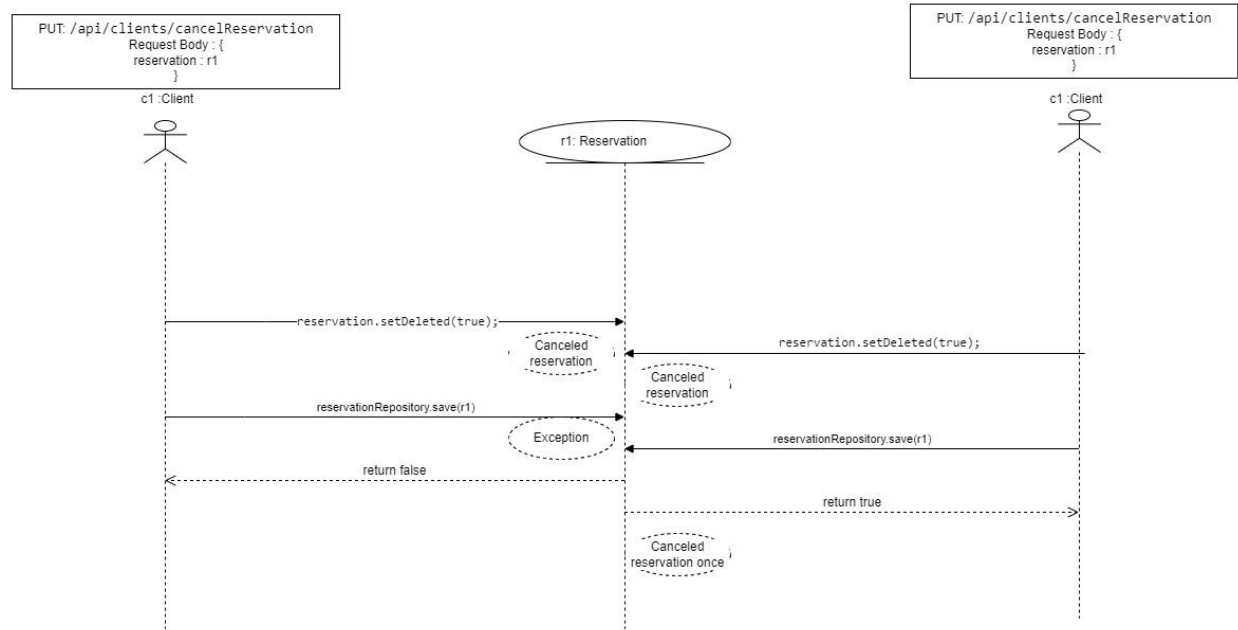 PUT: /api/clients/cancelReservation
Request Body : {
reservation : r1
}
c1 :Client
PUT: /api/clients/cancelReservation
Request Body : {
reservation : r1
}
c1 :Client
r1: Reservation
reservation.setDeleted(true);
reservation.setDeleted(true);
Canceled
reservation
Canceled
reservation
reservationRepository.save(r1)
Exception
reservationRepository.save(r1)
return false
return true
Canceled
reservation once